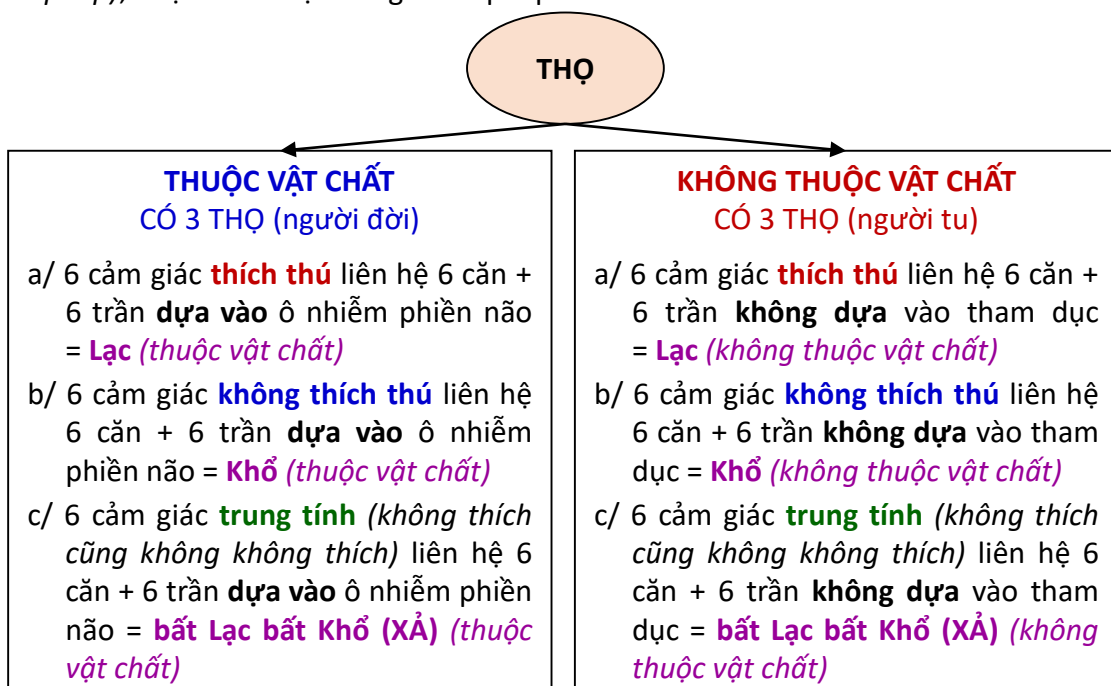 THỌ
THUỘC VẬT CHẤT
CÓ 3 THỌ (người đời)
a/ 6 cảm giác thích thú liên hệ 6 căn +
6 trần dựa vào ô nhiễm phiền não
= Lạc (thuộc vật chất)
b/ 6 cảm giác không thích thú liên hệ
6 căn + 6 trần dựa vào ô nhiễm
phiền não = Khổ (thuộc vật chất)
c/ 6 cảm giác trung tính (không thích
cũng không không thích) liên hệ 6
căn + 6 trần dựa vào ô nhiễm phiền
não = bất Lạc bất Khổ (XẢ) (thuộc
vật chất)
KHÔNG THUỘC VẬT CHẤT
CÓ 3 THỌ (người tu)
a/ 6 cảm giác thích thú liên hệ 6 căn +
6 trần không dựa vào tham dục
= Lạc (không thuộc vật chất)
b/ 6 cảm giác không thích thú liên hệ
6 căn + 6 trần không dựa vào tham
dục = Khổ (không thuộc vật chất)
c/ 6 cảm giác trung tính (không thích
cũng không không thích) liên hệ 6
căn + 6 trần không dựa vào tham
dục = bất Lạc bất Khổ (XẢ) (không
thuộc vật chất)